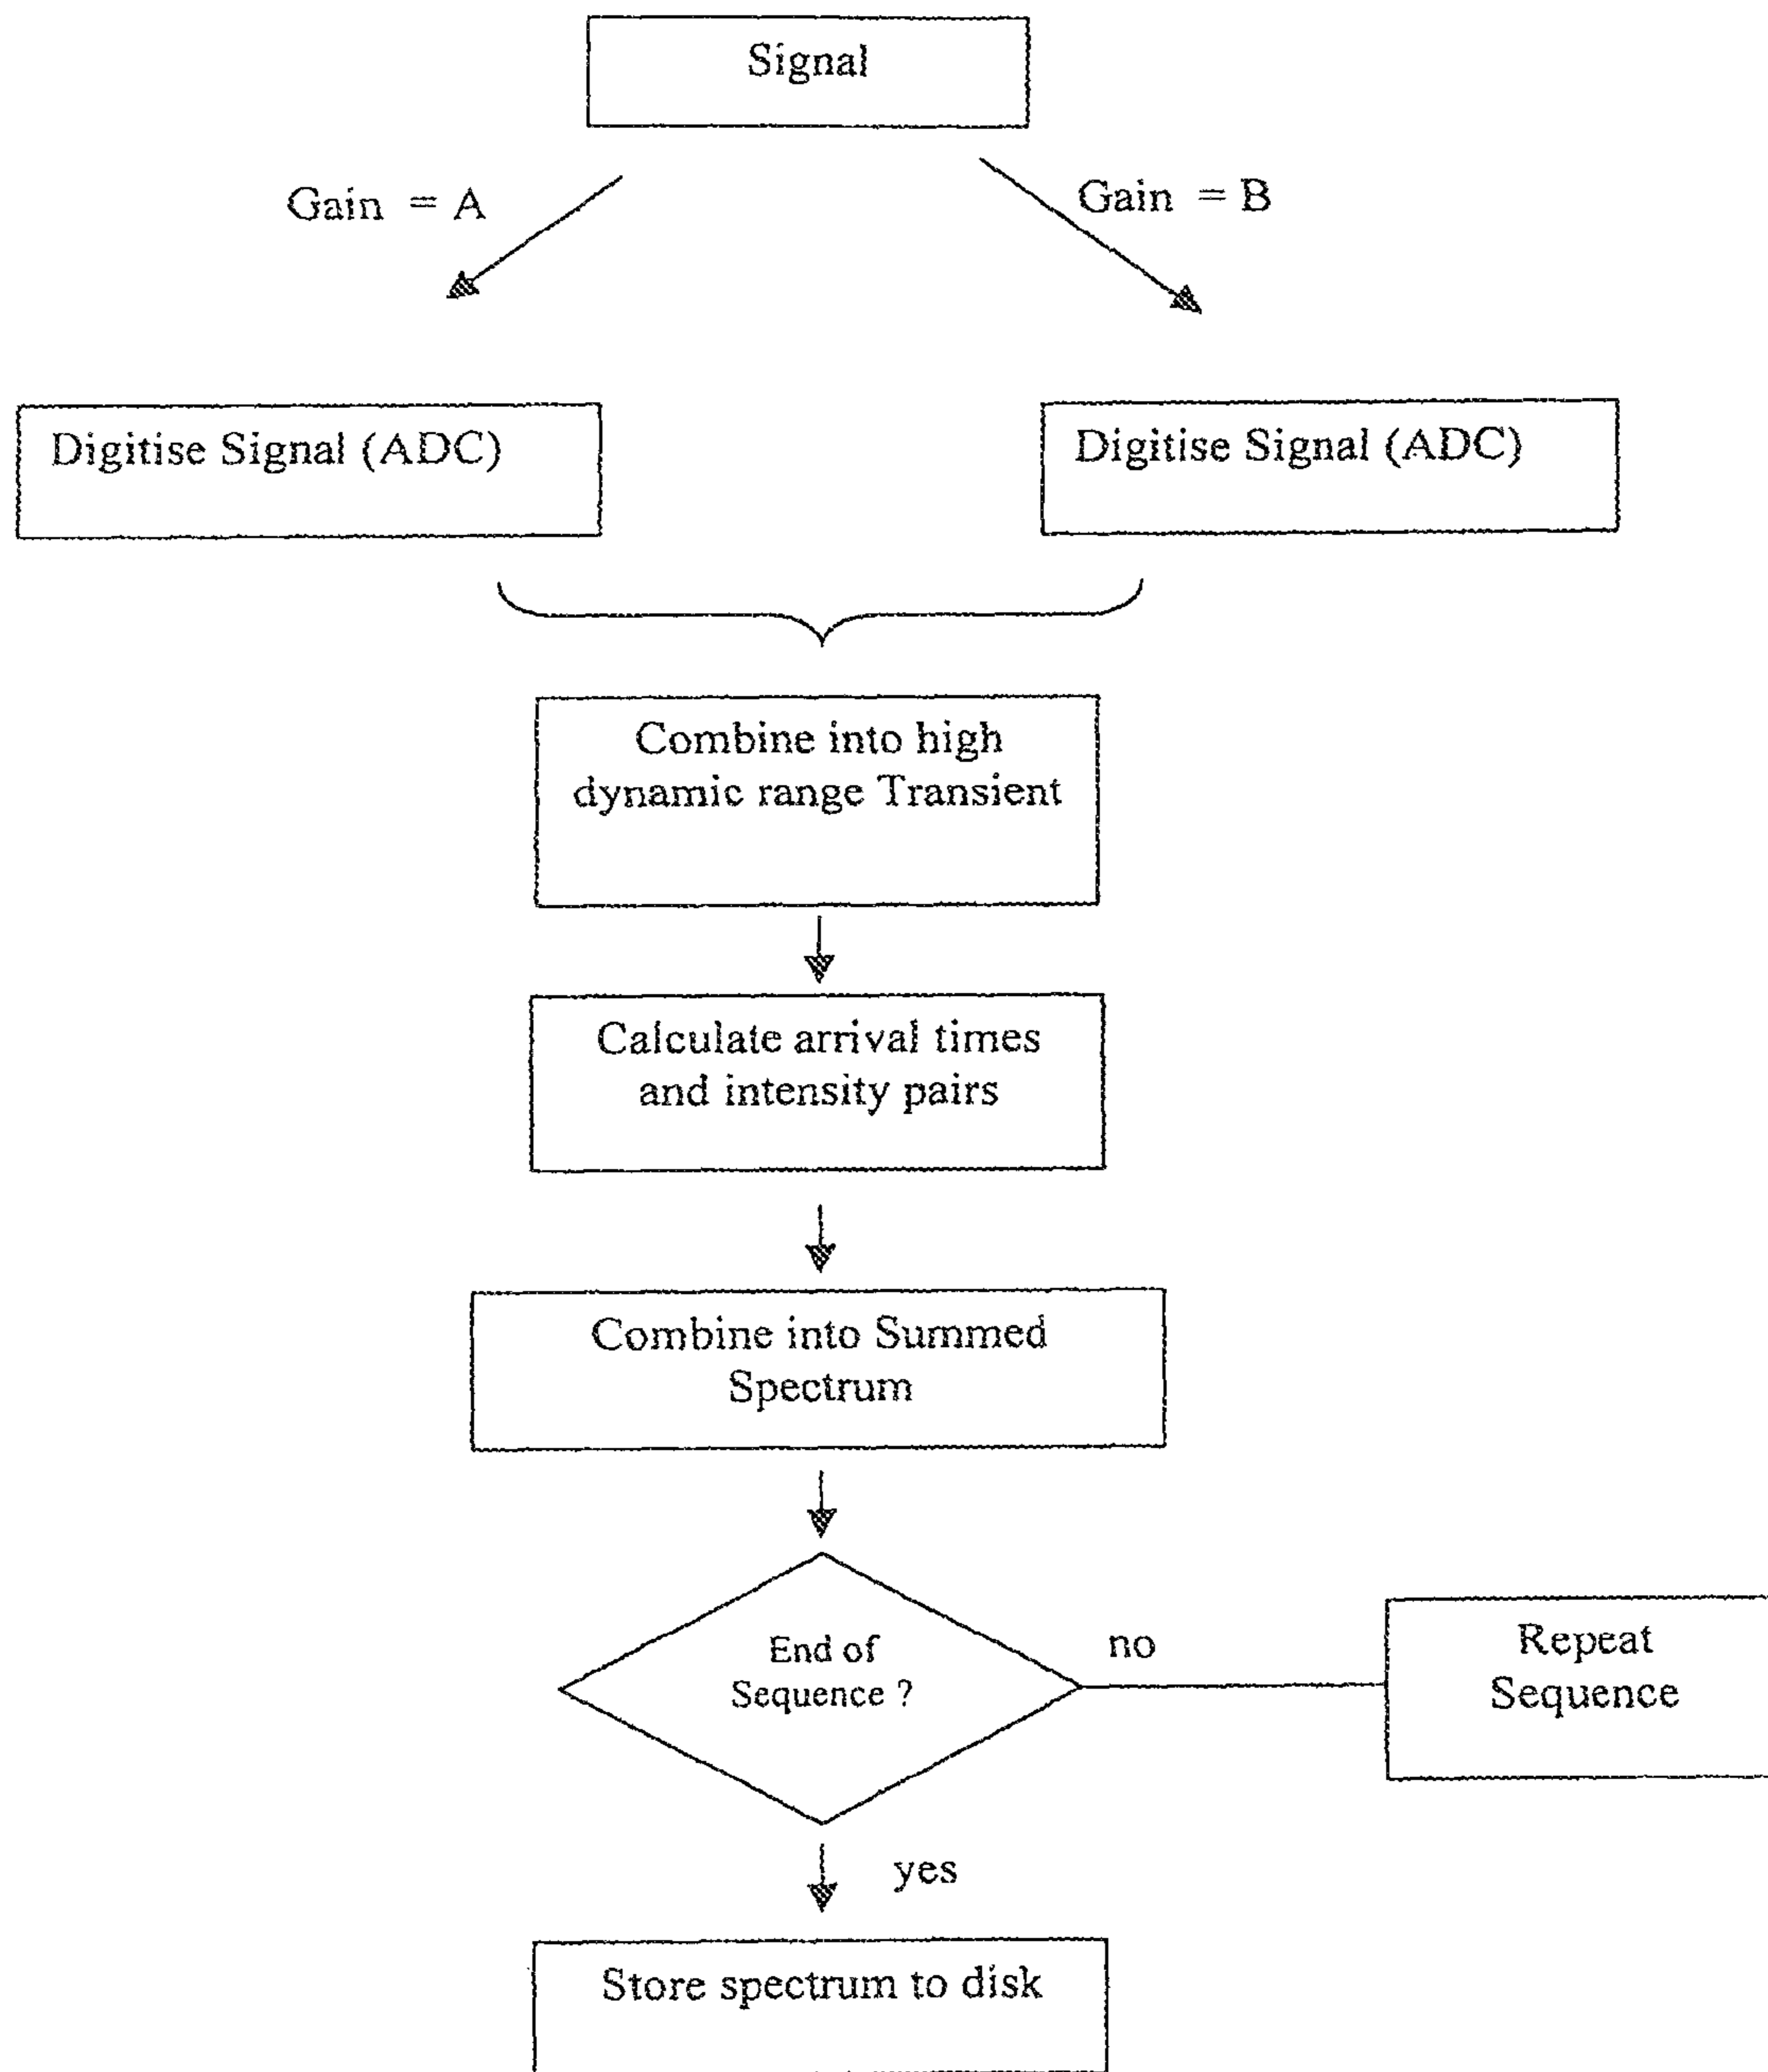 Signal
Gain = A
Gain = B
Digitise Signal (ADC)
Digitise Signal (ADC)
Combine into high
dynamic range Transient
Calculate arrival times
and intensity pairs
Combine into Summed
Spectrum
End of
Sequence ?
no
Repeat
Sequence
yes
Store spectrum to disk